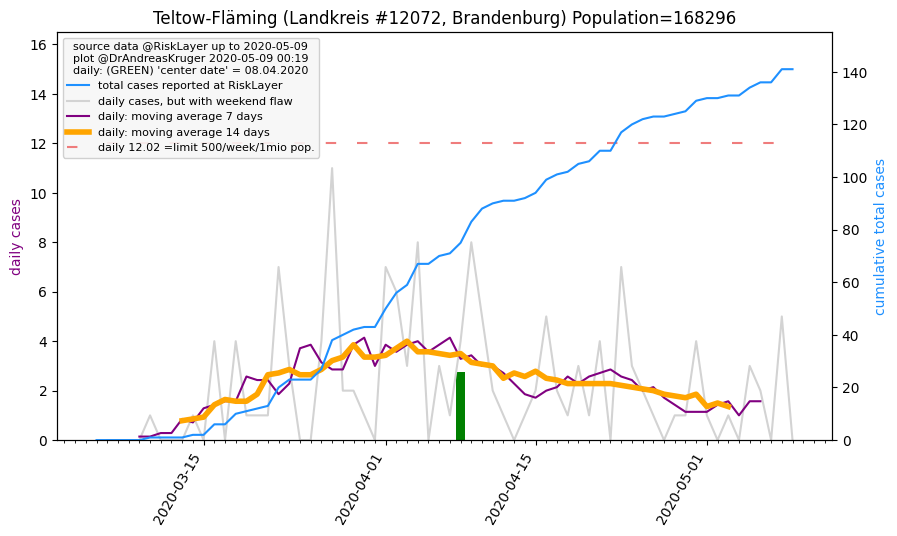 Teltow-Fläming (Landkreis #12072, Brandenburg) Population=168296
source data @RiskLayer up to 2020-05-09
plot @DrAndreasKruger 2020-05-09 00:19
daily: (GREEN) 'center date' = 08.04.2020
total cases reported at RiskLayer
daily cases, but with weekend flaw
daily: moving average 7 days
daily: moving average 14 days
daily 12.02 =limit 500/week/1mio pop.
daily cases
16
14
12
10
8
6
4
2
0
cumulative total cases
140
120
100
80
60
40
20
0
2020-03-15
2020-04-01
2020-04-15
2020-05-01